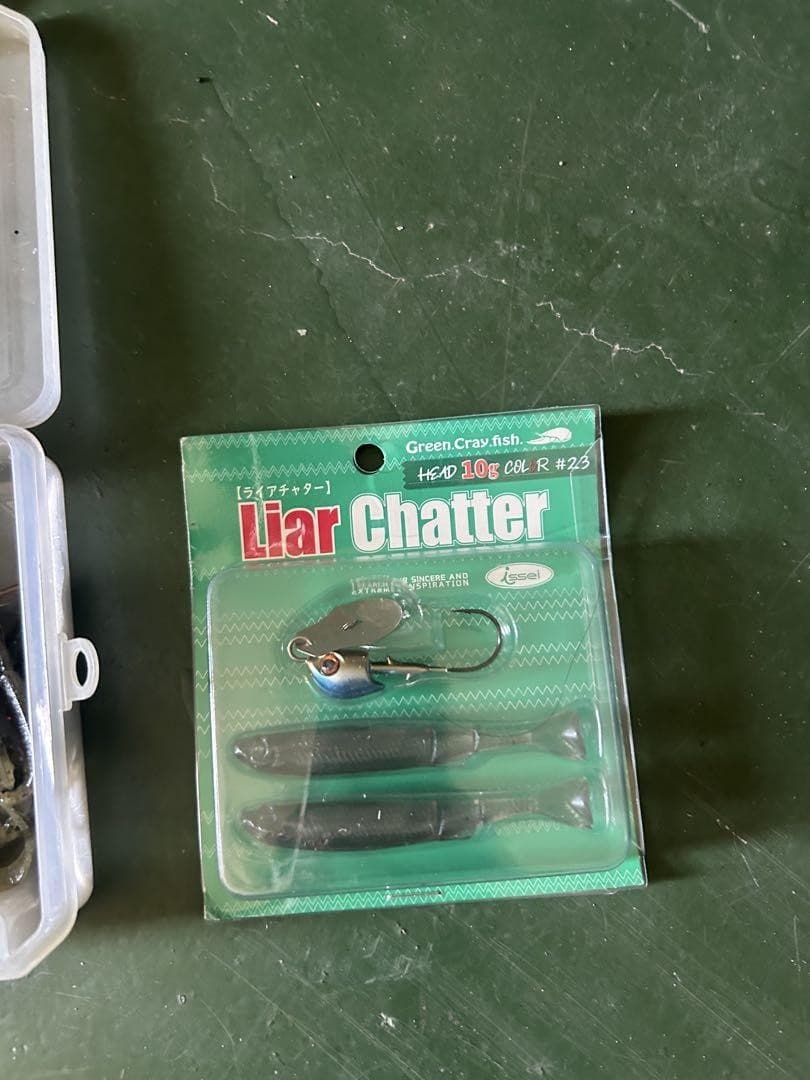 Green.Cray.fish.
HEAD 10g COLOR #23
【ライアチャター】
Liar Chatter
SINCERE AND
INSPIRATION
issei